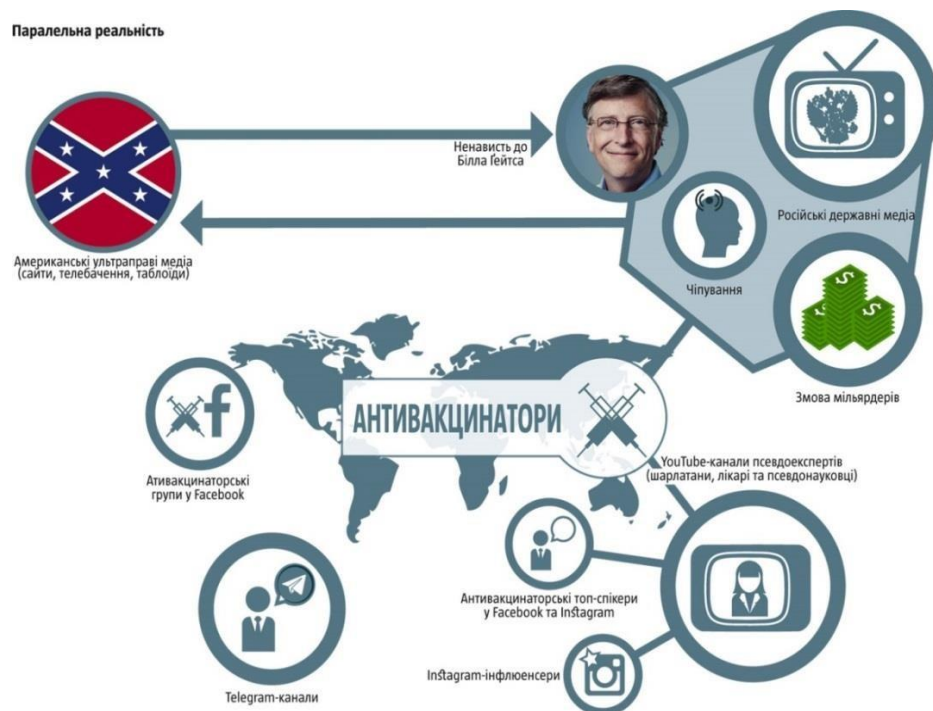 Паралельна реальність
Ненависть до
Білла Ґейтса
Російські державні медіа
Американські ультраправі медіа
(сайти, телебачення, таблоїди)
Чіпування
Змова мільярдерів
АНТИВАКЦИНАТОРИ
Ативакцинаторські
групи у Facebook
YouTube-канали псевдоекспертів
(шарлатани, лікарі та псевдонауковці)
Антивакцинаторські топ-спікери
у Facebook та Instagram
Instagram-інфлюенсери
Telegram-канали